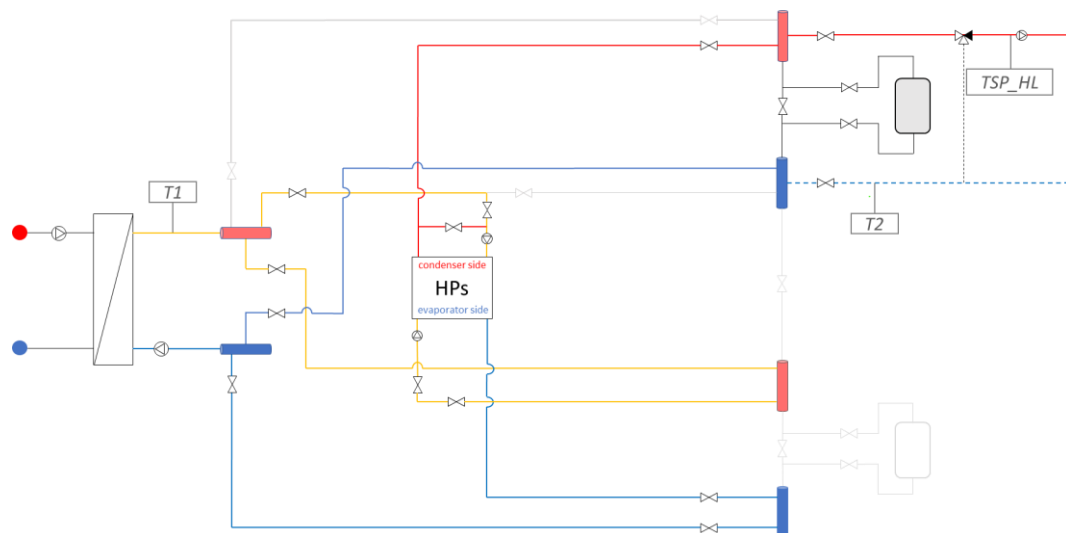 TSP_HL
T1
T2
condenser side
HPs
evaporator side